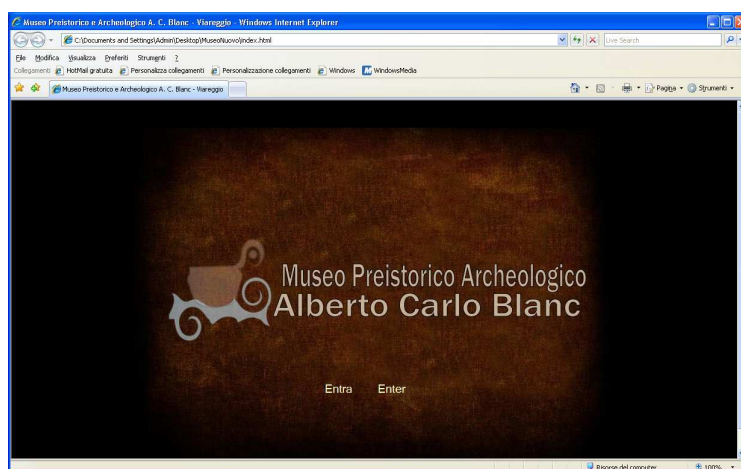 Museo Preistorico e Archeologico A. C. Blanc - Viareggio - Windows Internet Explorer
C:\Documents and Settings\Admin\Desktop\MuseoNuovo\index.html Live Search
File Modifica Visualizza Preferiti Strumenti ?
Collegamenti HotMail gratuita Personalizza collegamenti Personalizzazione collegamenti Windows WindowsMedia
Museo Preistorico e Archeologico A. C. Blanc - Viareggio Pagina Strumenti
Museo Preistorico Archeologico
Alberto Carlo Blanc
Entra Enter
Risorse del computer 100%